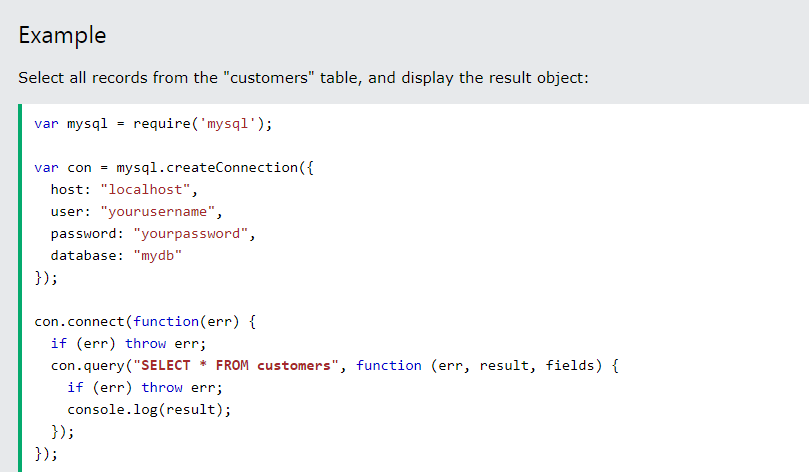 Example
Select all records from the "customers" table, and display the result object:
var mysql = require('mysql');
var con = mysql.createConnection({
  host: "localhost",
  user: "yourusername",
  password: "yourpassword",
  database: "mydb"
});
con.connect(function(err) {
  if (err) throw err;
  con.query("SELECT * FROM customers", function (err, result, fields) {
    if (err) throw err;
    console.log(result);
  });
});